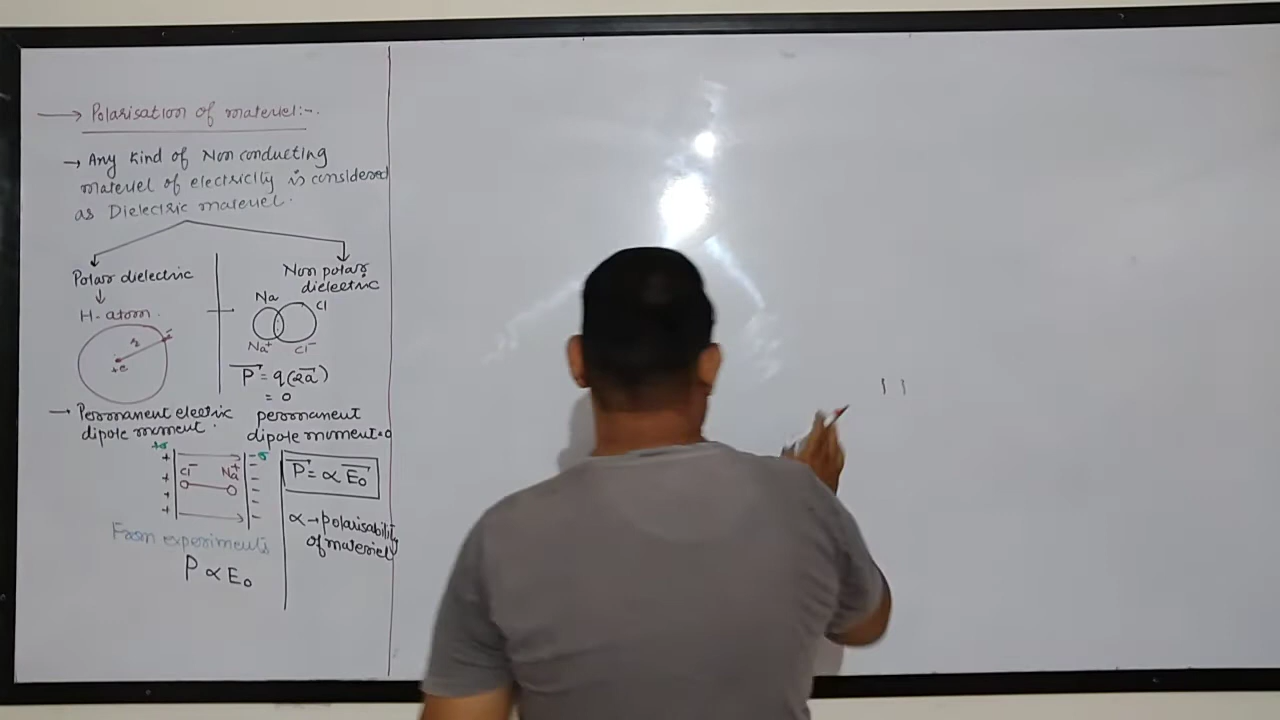 → Polarisation of materiel:-.
→ Any kind of Non conducting
materiel of electricity is considered
as Dielectric materiel.
Polar dielectric
↓
H-atom.
r
+e
Non polar
dielectric
Na Cl
Na⁺ Cl⁻
P⃗ = q(2a⃗)
= 0
→ Permanent electric
dipole moment.
permanent
dipole moment=0
+σ -σ
+ + + +
Cl⁻ Na⁺
- - - - -
From experiments
P ∝ E₀
P⃗ = α E₀⃗
α → polarisability
of materiel